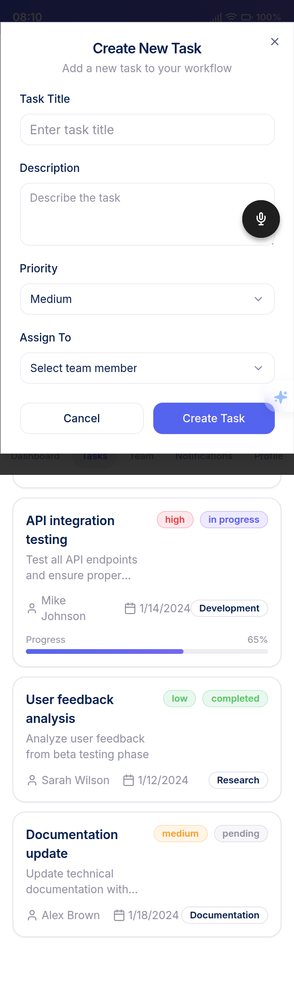 08:10
100%
Create New Task
Add a new task to your workflow
Task Title
Enter task title
Description
Describe the task
Priority
Medium
Assign To
Select team member
Cancel
Create Task
Dashboard
Tasks
Team
Notifications
Profile
API integration
testing
high
in progress
Test all API endpoints
and ensure proper...
Mike
Johnson
1/14/2024
Development
Progress
65%
User feedback
analysis
low
completed
Analyze user feedback
from beta testing phase
Sarah Wilson
1/12/2024
Research
Documentation
update
medium
pending
Update technical
documentation with...
Alex Brown
1/18/2024
Documentation